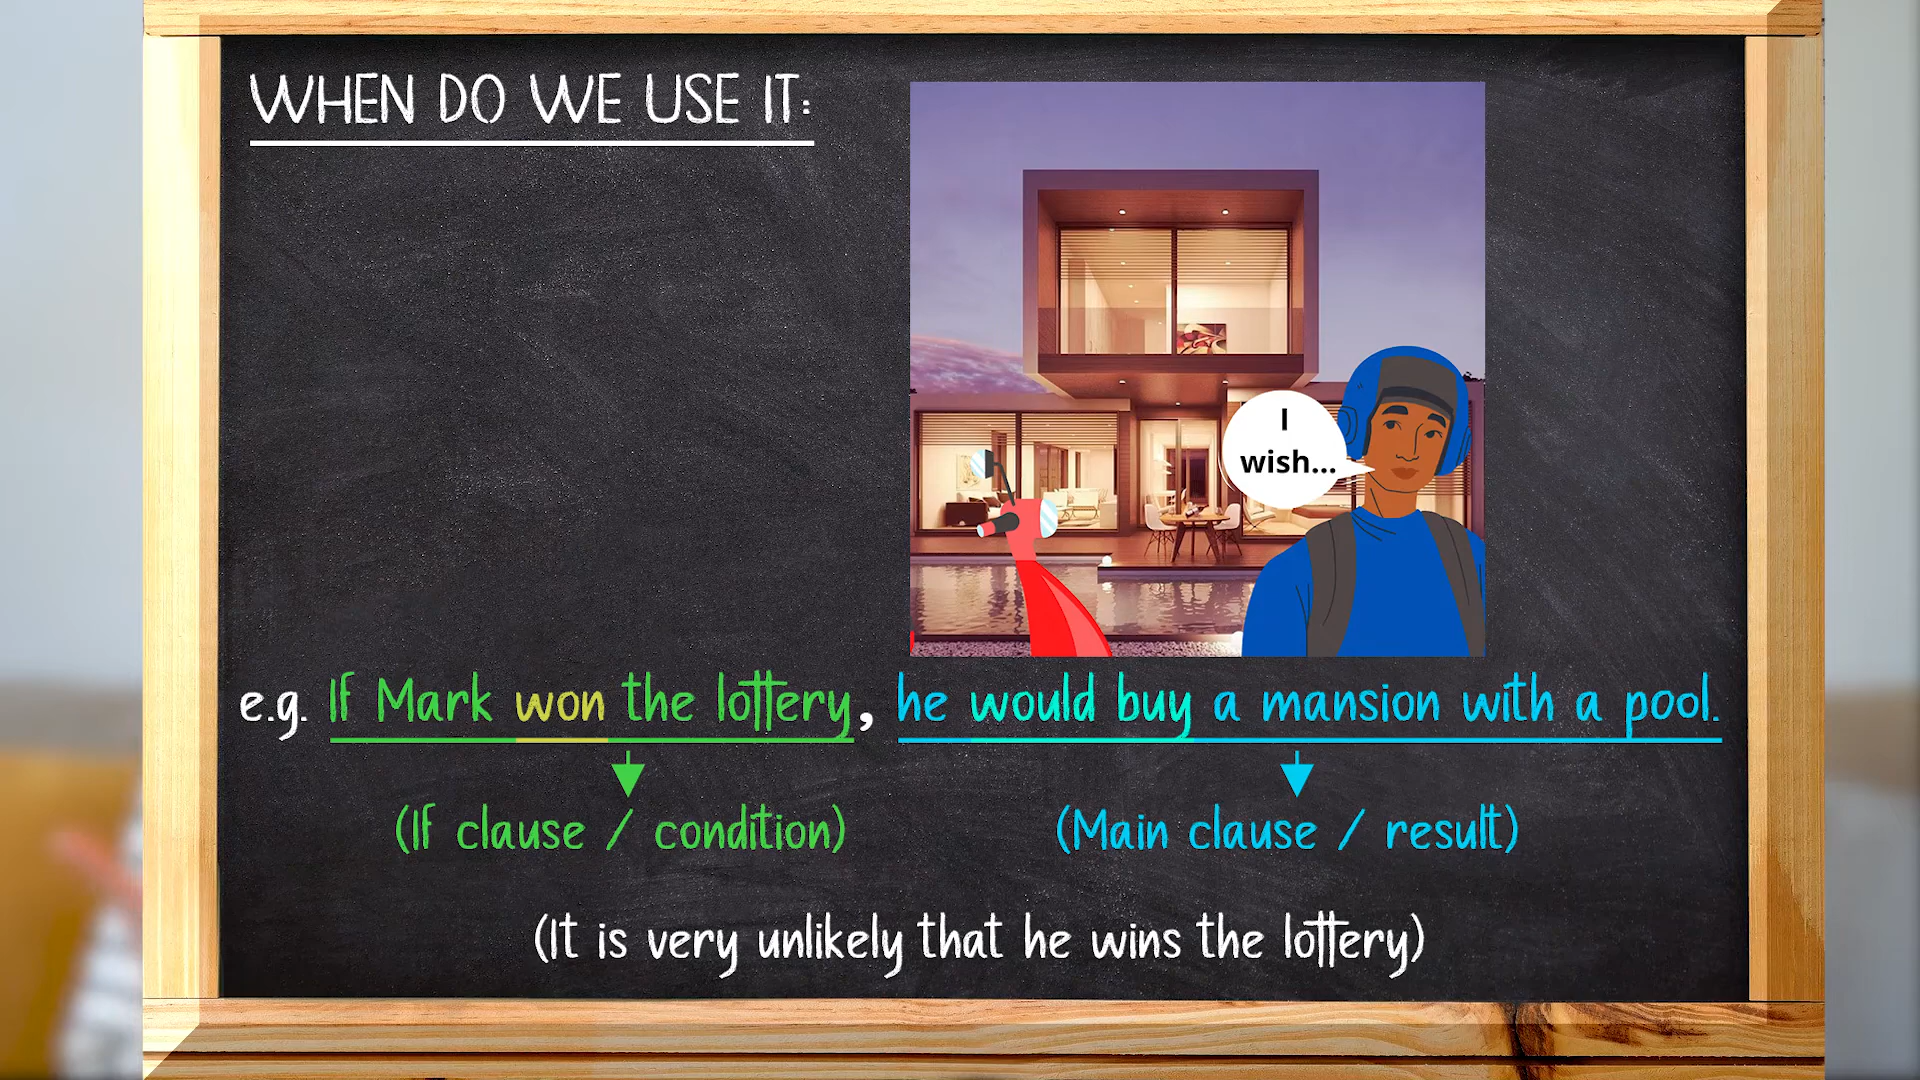 WHEN DO WE USE IT:
I
wish...
e.g. If Mark won the lottery, he would buy a mansion with a pool.
(If clause / condition) (Main clause / result)
(It is very unlikely that he wins the lottery)